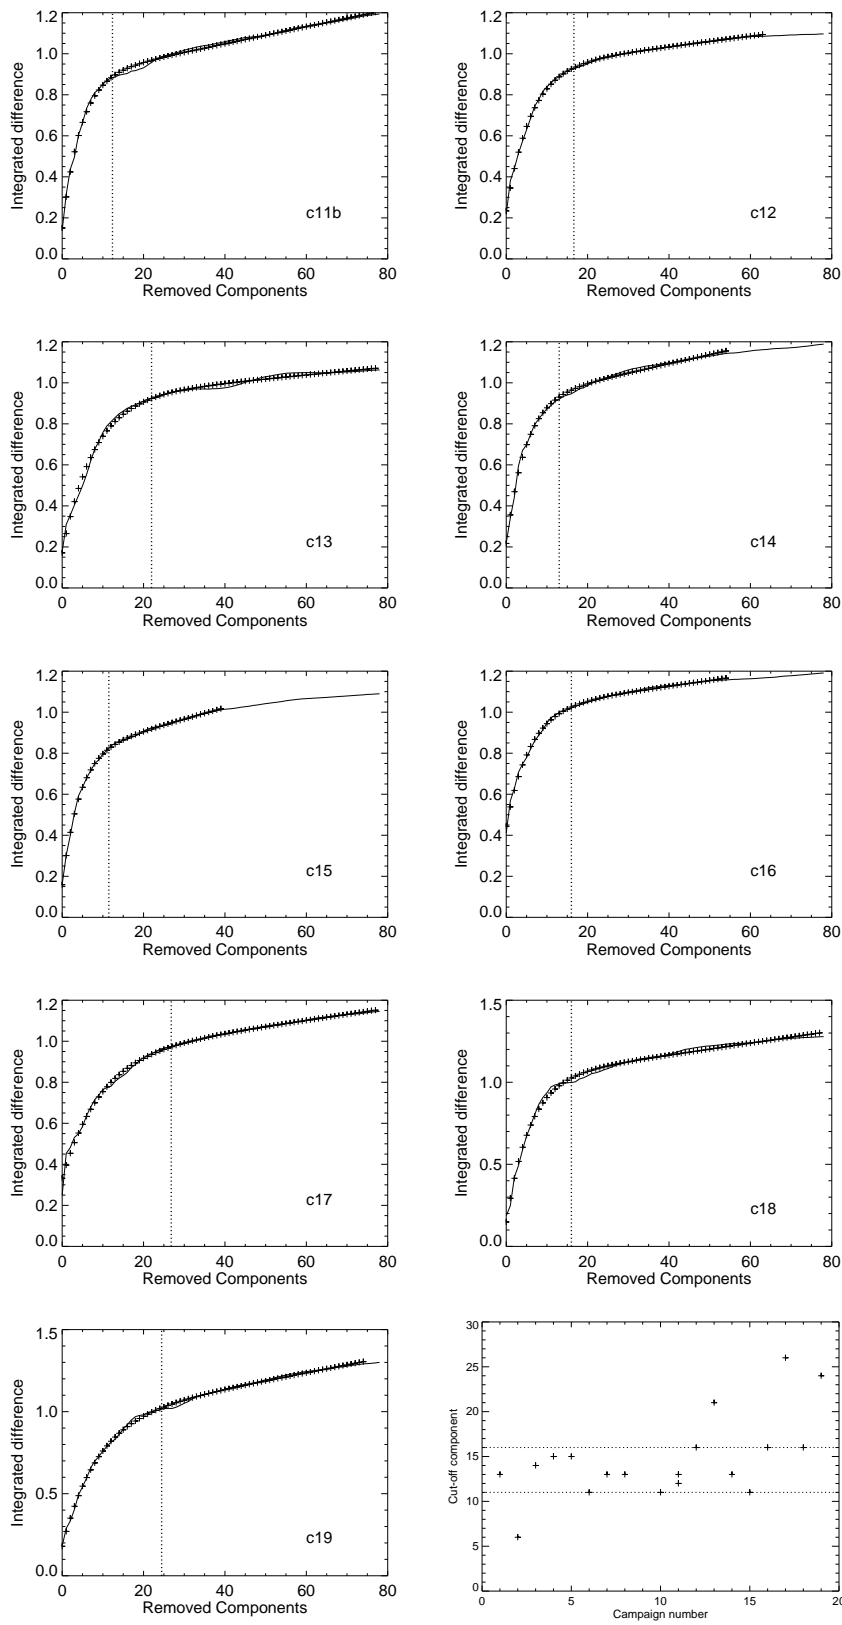 1.2
1.0
0.8
0.6
0.4
0.2
0.0
Integrated difference
c11b
0 20 40 60 80
Removed Components
1.2
1.0
0.8
0.6
0.4
0.2
0.0
Integrated difference
c12
0 20 40 60 80
Removed Components
1.2
1.0
0.8
0.6
0.4
0.2
0.0
Integrated difference
c13
0 20 40 60 80
Removed Components
1.2
1.0
0.8
0.6
0.4
0.2
0.0
Integrated difference
c14
0 20 40 60 80
Removed Components
1.2
1.0
0.8
0.6
0.4
0.2
0.0
Integrated difference
c15
0 20 40 60 80
Removed Components
1.2
1.0
0.8
0.6
0.4
0.2
0.0
Integrated difference
c16
0 20 40 60 80
Removed Components
1.2
1.0
0.8
0.6
0.4
0.2
0.0
Integrated difference
c17
0 20 40 60 80
Removed Components
1.5
1.0
0.5
0.0
Integrated difference
c18
0 20 40 60 80
Removed Components
1.5
1.0
0.5
0.0
Integrated difference
c19
0 20 40 60 80
Removed Components
30
25
20
15
10
5
0
Cut-off component
0 5 10 15 20
Campaign number